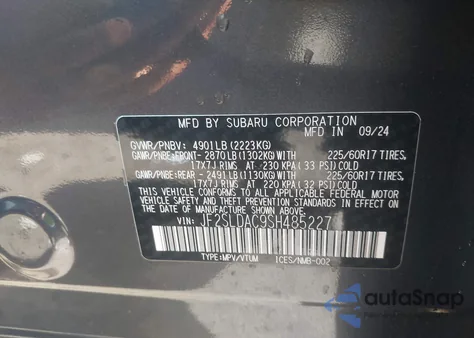 MFD BY SUBARU CORPORATION
MFD IN 09/24
GVWR/PNBV: 4901LB (2223KG)
GAWR/PNBE:FRONT- 2870LB(1302KG)WITH 225/60R17 TIRES,
17X7J RIMS AT 230 KPA(33 PSI)COLD
GAWR/PNBE:REAR - 2491LB(1130KG)WITH 225/60R17 TIRES,
17X7J RIMS AT 220 KPA(32 PSI)COLD
THIS VEHICLE CONFORMS TO ALL APPLICABLE FEDERAL MOTOR
VEHICLE SAFETY AND THEFT PREVENTION STANDARDS IN EFFECT
ON THE DATE OF MANUFACTURE SHOWN ABOVE.
VIN: JF2SLDAC9SH485227
TYPE:MPV/VTUM ICES/NMB-002
autoSnap